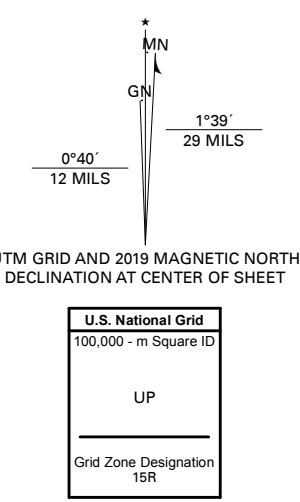 MN
GN
1°39´
29 MILS
0°40´
12 MILS
UTM GRID AND 2019 MAGNETIC NORTH
DECLINATION AT CENTER OF SHEET
U.S. National Grid
100,000 - m Square ID
UP
Grid Zone Designation
15R